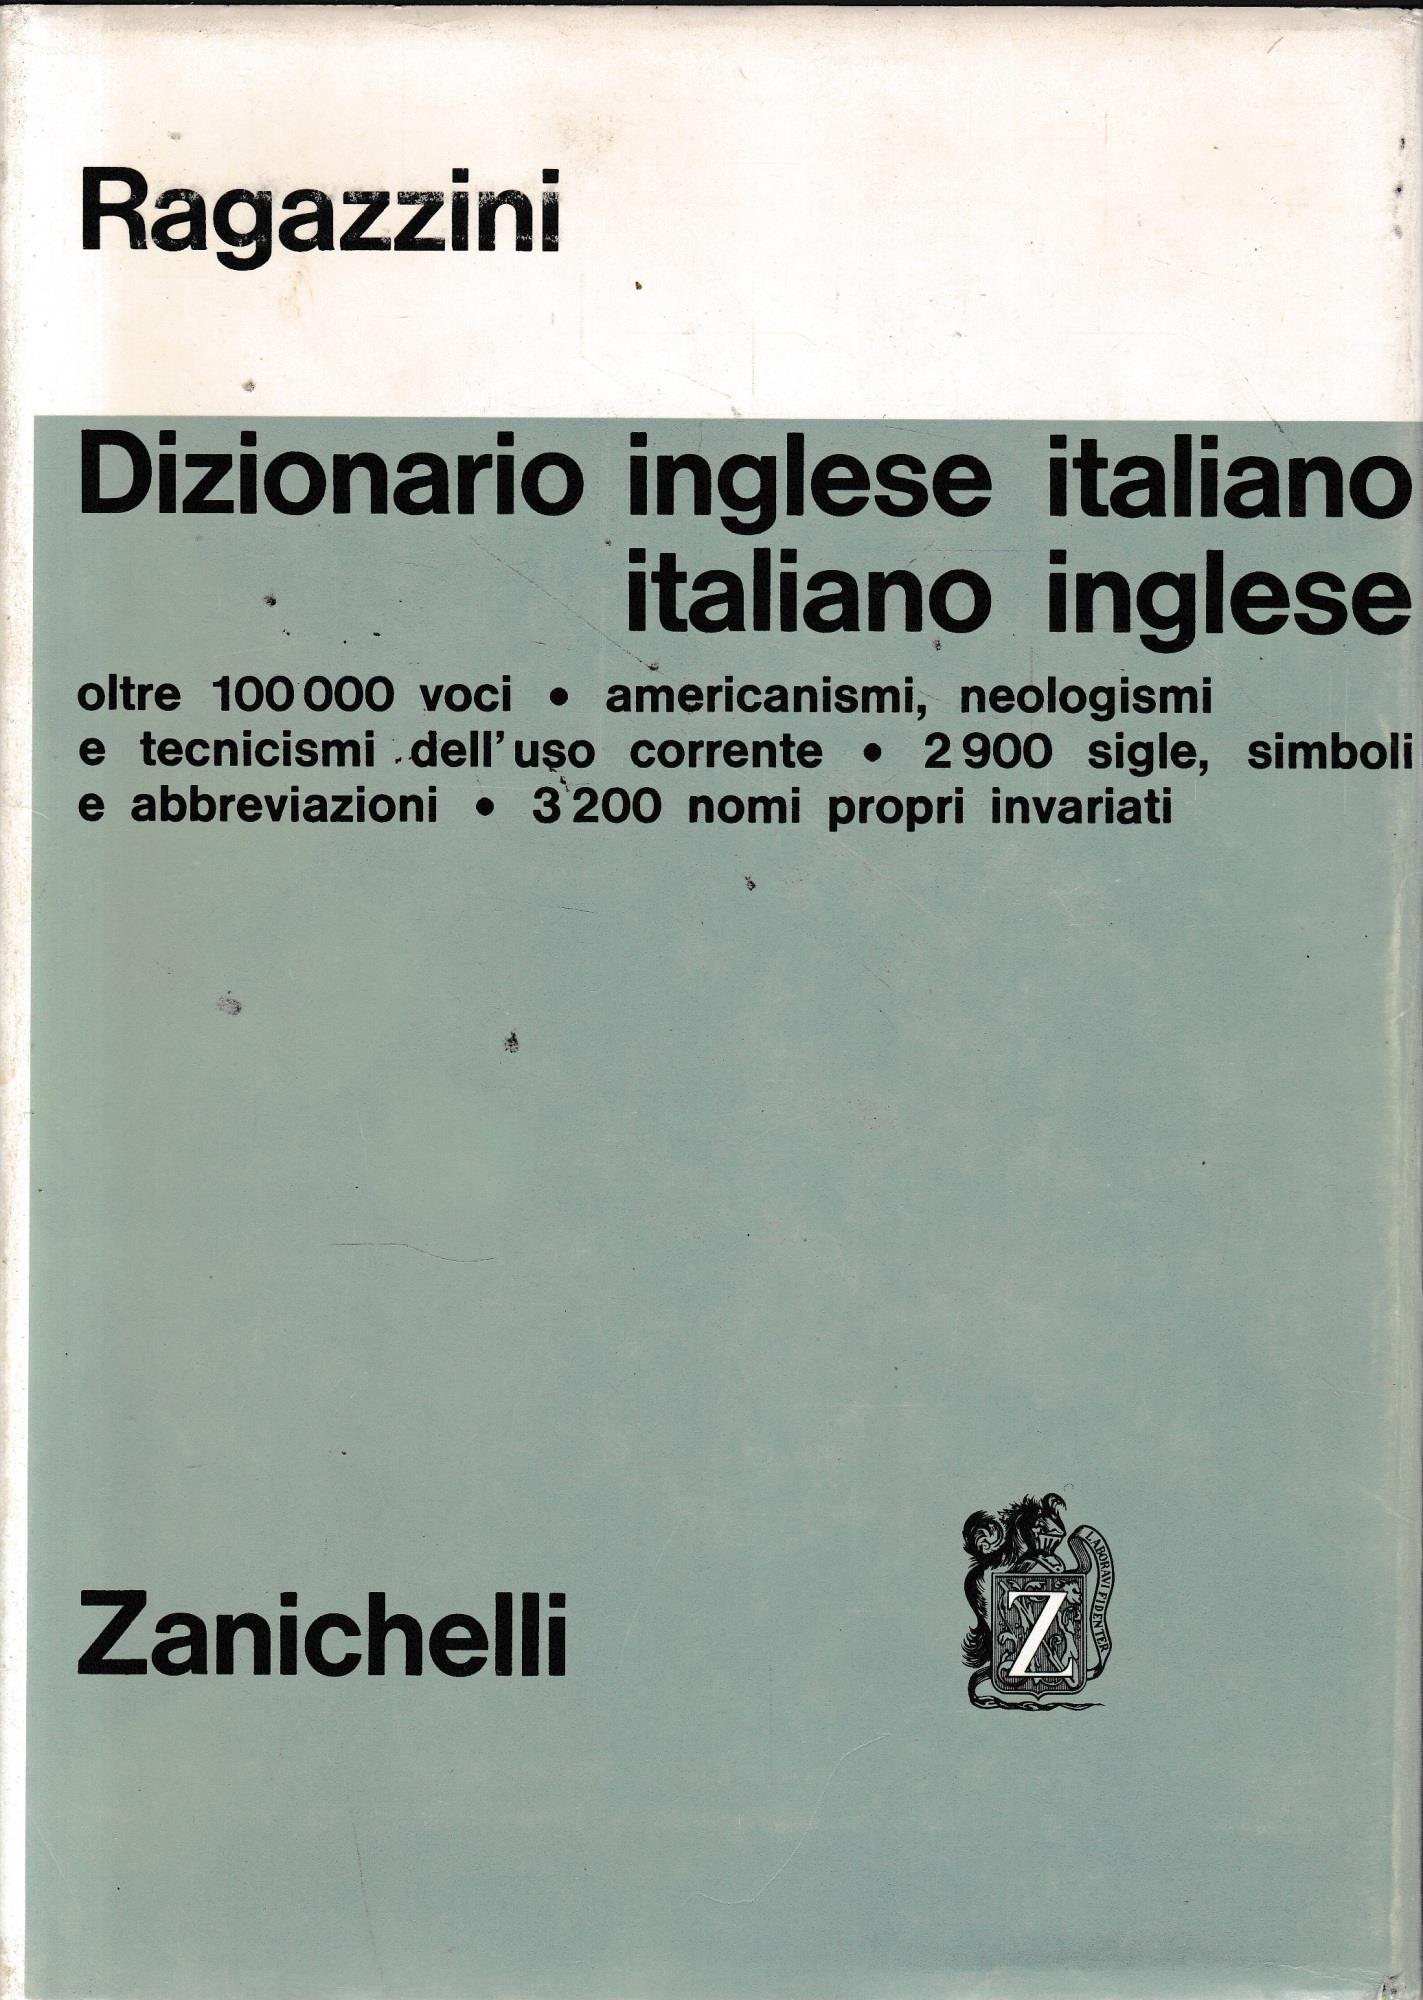 Ragazzini
Dizionario inglese italiano
italiano inglese
oltre 100 000 voci • americanismi, neologismi
e tecnicismi dell'uso corrente • 2 900 sigle, simboli
e abbreviazioni • 3 200 nomi propri invariati
Zanichelli
LABORAVI FIDENTER
Z